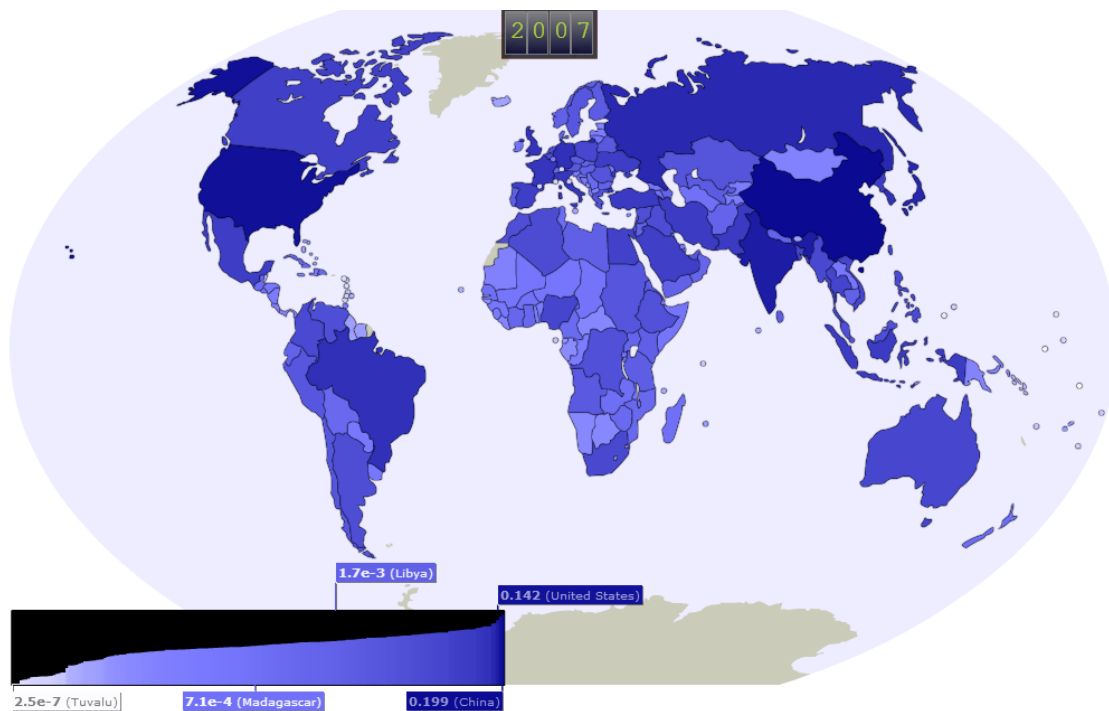 2007
1.7e-3 (Libya)
0.142 (United States)
2.5e-7 (Tuvalu) 7.1e-4 (Madagascar) 0.199 (China)